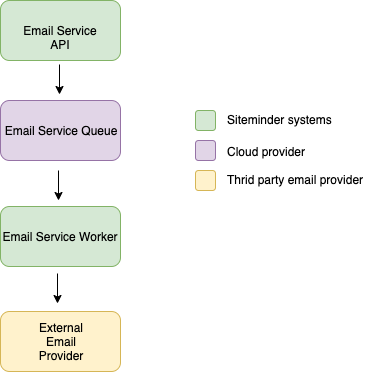 Email Service
API
Email Service Queue
Email Service Worker
External
Email
Provider
Siteminder systems
Cloud provider
Thrid party email provider